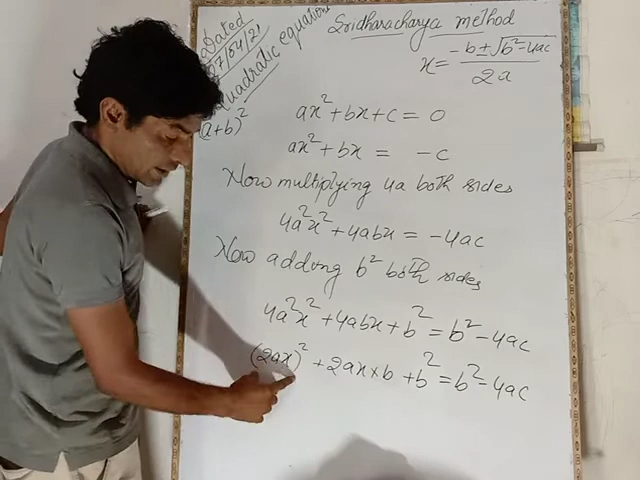 Dated
07/04/21
Quadratic equation
Sridharacharya method
x = -b±√b²-4ac / 2a
(a+b)²
ax² + bx + c = 0
ax² + bx = -c
Now multiplying 4a both sides
4a²x² + 4abx = -4ac
Now adding b² both sides
4a²x² + 4abx + b² = b² - 4ac
(2ax)² + 2ax×b + b² = b² - 4ac